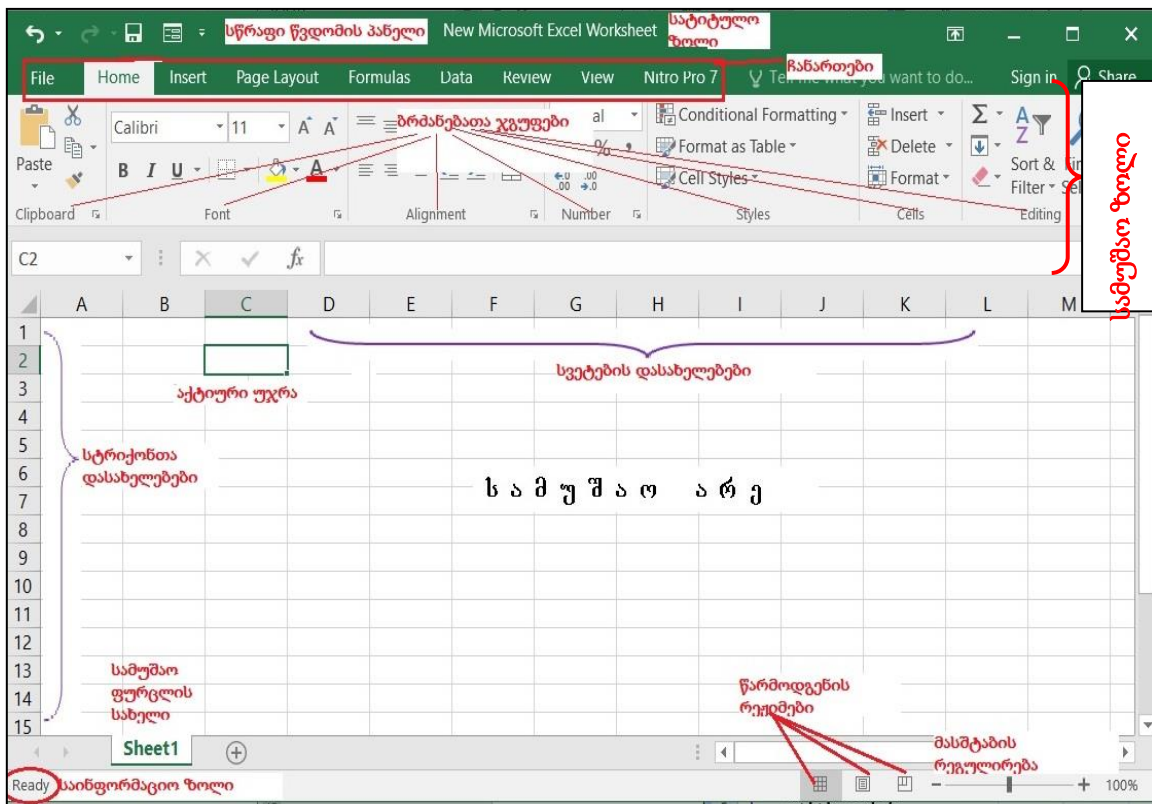 სწრაფი წვდომის პანელი New Microsoft Excel Worksheet სატიტულო
ზოლი
File Home Insert Page Layout Formulas Data Review View Nitro Pro 7 ჩანართები you want to do... Sign in Share
Calibri 11 ბრძანებათა ჯგუფები al Conditional Formatting Insert
Paste B I U % Format as Table Delete Sort &
Cell Styles Format Filter
Clipboard Font Alignment Number Styles Cells Editing
სამუშაო ზოლი
C2 fx
A B C D E F G H I J K L M
1
2
სვეტების დასახელებები
3
აქტიური უჯრა
4
5
სტრიქონთა
6
დასახელებები
7
სამუშაო არე
8
9
10
11
12
13
სამუშაო
ფურცლის
სახელი
14
15
წარმოდგენის
რეჟიმები
Sheet1
მასშტაბის
რეგულირება
Ready საინფორმაციო ზოლი 100%